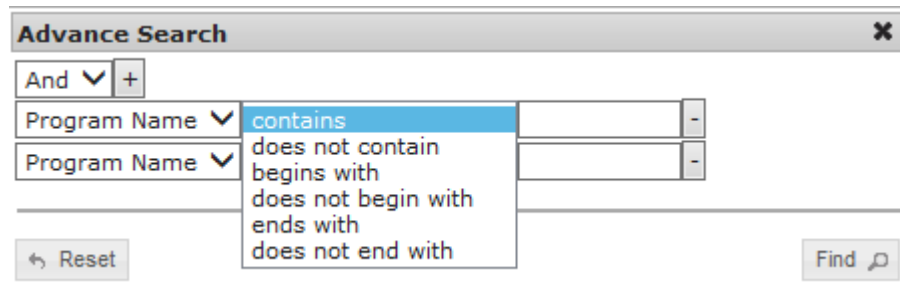 Advance Search
And +
Program Name contains -
does not contain
Program Name -
begins with
does not begin with
ends with
does not end with
Reset Find